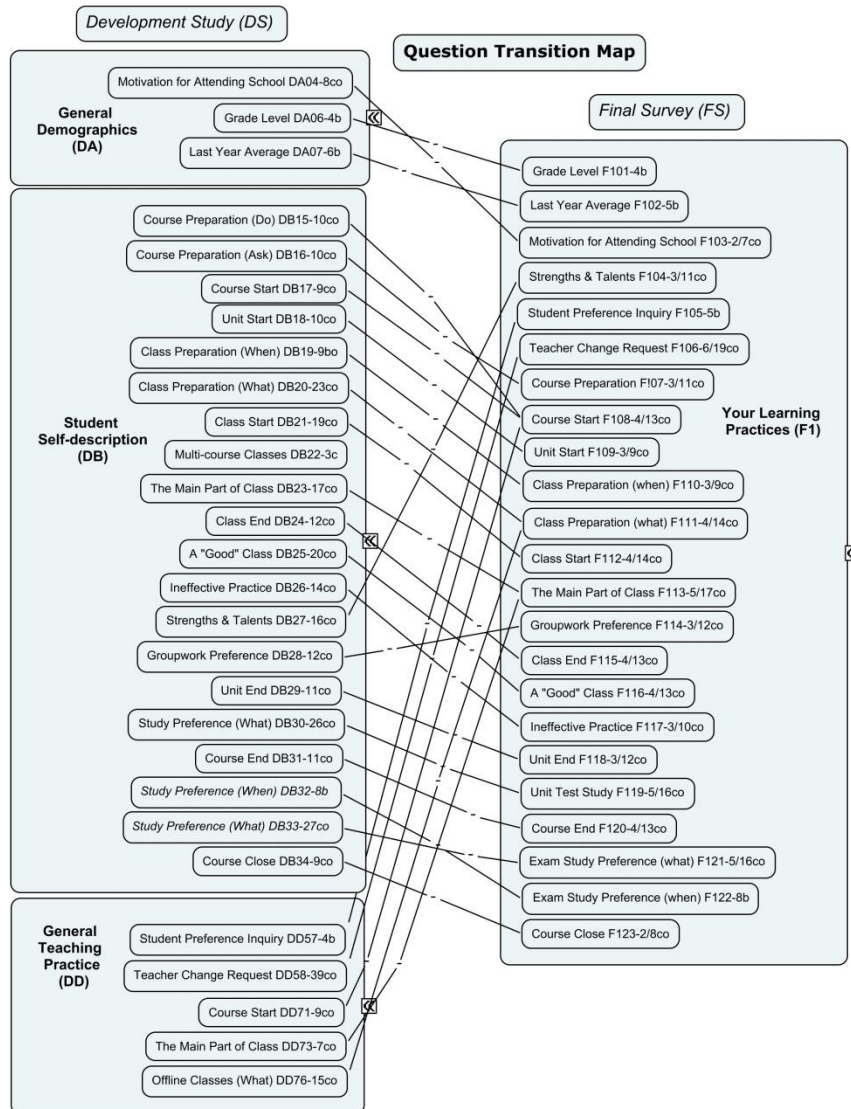 Development Study (DS)
Question Transition Map
Final Survey (FS)
General
Demographics
(DA)
Motivation for Attending School DA04-8co
Grade Level DA06-4b
Last Year Average DA07-6b
Student
Self-description
(DB)
Course Preparation (Do) DB15-10co
Course Preparation (Ask) DB16-10co
Course Start DB17-9co
Unit Start DB18-10co
Class Preparation (When) DB19-9bo
Class Preparation (What) DB20-23co
Class Start DB21-19co
Multi-course Classes DB22-3c
The Main Part of Class DB23-17co
Class End DB24-12co
A "Good" Class DB25-20co
Ineffective Practice DB26-14co
Strengths & Talents DB27-16co
Groupwork Preference DB28-12co
Unit End DB29-11co
Study Preference (What) DB30-26co
Course End DB31-11co
Study Preference (When) DB32-8b
Study Preference (What) DB33-27co
Course Close DB34-9co
General
Teaching
Practice
(DD)
Student Preference Inquiry DD57-4b
Teacher Change Request DD58-39co
Course Start DD71-9co
The Main Part of Class DD73-7co
Offline Classes (What) DD76-15co
Your Learning
Practices (F1)
Grade Level F101-4b
Last Year Average F102-5b
Motivation for Attending School F103-2/7co
Strengths & Talents F104-3/11co
Student Preference Inquiry F105-5b
Teacher Change Request F106-6/19co
Course Preparation F!07-3/11co
Course Start F108-4/13co
Unit Start F109-3/9co
Class Preparation (when) F110-3/9co
Class Preparation (what) F111-4/14co
Class Start F112-4/14co
The Main Part of Class F113-5/17co
Groupwork Preference F114-3/12co
Class End F115-4/13co
A "Good" Class F116-4/13co
Ineffective Practice F117-3/10co
Unit End F118-3/12co
Unit Test Study F119-5/16co
Course End F120-4/13co
Exam Study Preference (what) F121-5/16co
Exam Study Preference (when) F122-8b
Course Close F123-2/8co